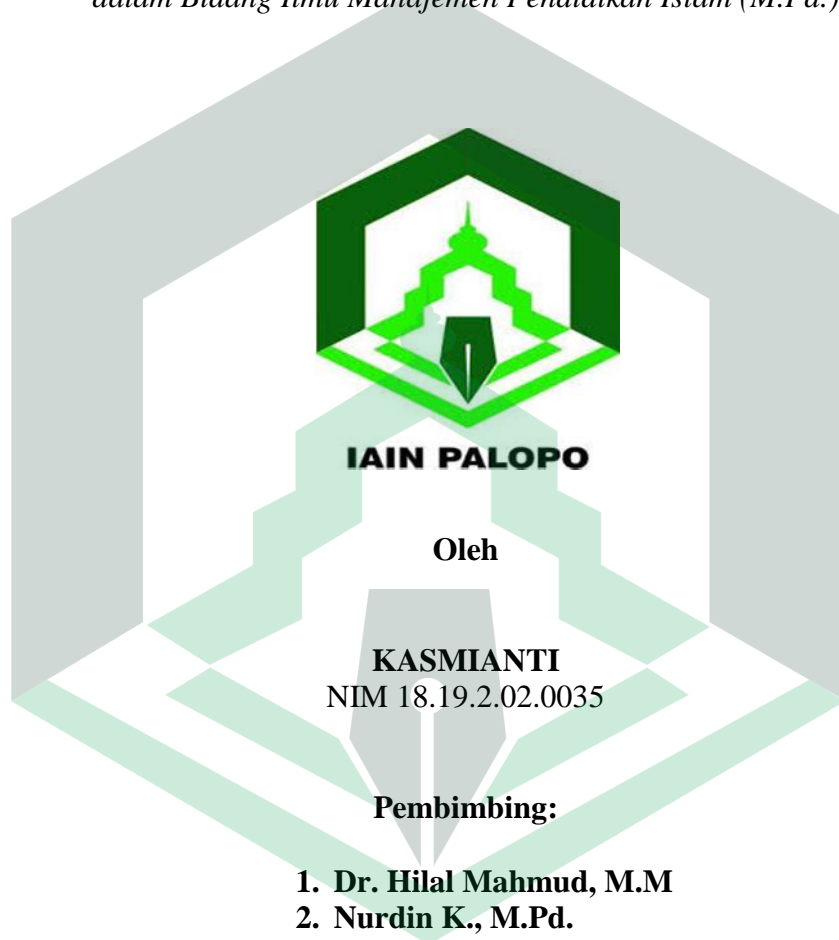 dalam Bidang Ilmu Manajemen Pendidikan Islam (M.Pd.)
IAIN PALOPO
Oleh
KASMIANTI
NIM 18.19.2.02.0035
Pembimbing:
1. Dr. Hilal Mahmud, M.M
2. Nurdin K., M.Pd.